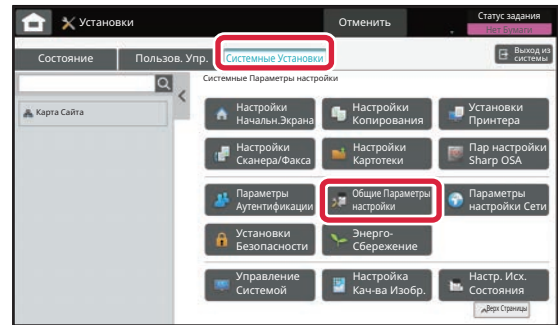 Установки
Отменить
Статус задания
Нет Бумаги
Состояние
Пользов. Упр.
Системные Установки
Выход из
системы
Системные Параметры настройки
Карта Сайта
Настройки
Начальн.Экрана
Настройки
Копирования
Установки
Принтера
Настройки
Сканера/Факса
Настройки
Картотеки
Пар настройки
Sharp OSA
Параметры
Аутентификации
Общие Параметры
настройки
Параметры
настройки Сети
Установки
Безопасности
Энерго-
Сбережение
Управление
Системой
Настройка
Кач-ва Изобр.
Настр. Исх.
Состояния
Верх Страницы